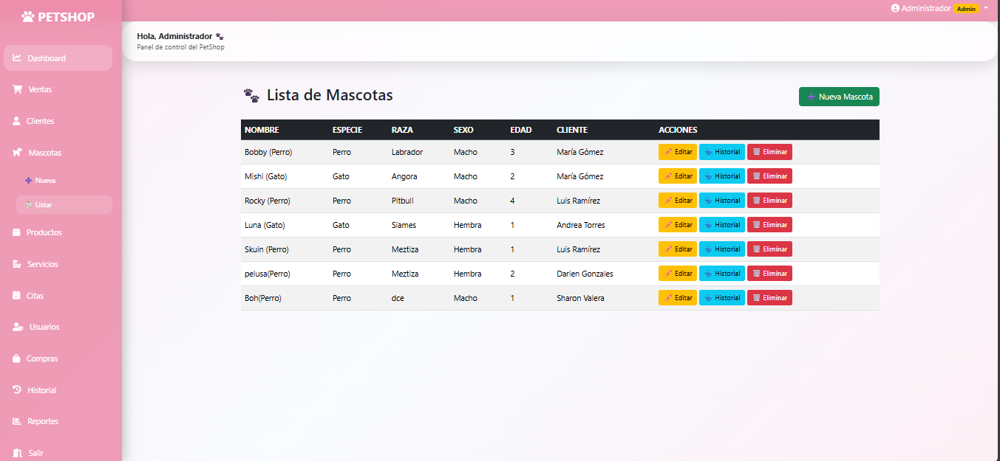 PETSHOP
Administrador Admin
Hola, Administrador
Panel de control del PetShop
Dashboard
Ventas
Clientes
Mascotas
Nueva
Listar
Productos
Servicios
Citas
Usuarios
Compras
Historial
Reportes
Salir
Lista de Mascotas
Nueva Mascota
NOMBRE ESPECIE RAZA SEXO EDAD CLIENTE ACCIONES
Bobby (Perro) Perro Labrador Macho 3 María Gómez Editar Historial Eliminar
Mishi (Gato) Gato Angora Macho 2 María Gómez Editar Historial Eliminar
Rocky (Perro) Perro Pitbull Macho 4 Luis Ramírez Editar Historial Eliminar
Luna (Gato) Gato Siames Hembra 1 Andrea Torres Editar Historial Eliminar
Skuin (Perro) Perro Meztiza Hembra 1 Luis Ramírez Editar Historial Eliminar
pelusa(Perro) Perro Meztiza Hembra 2 Darien Gonzales Editar Historial Eliminar
Boh(Perro) Perro dce Macho 1 Sharon Valera Editar Historial Eliminar